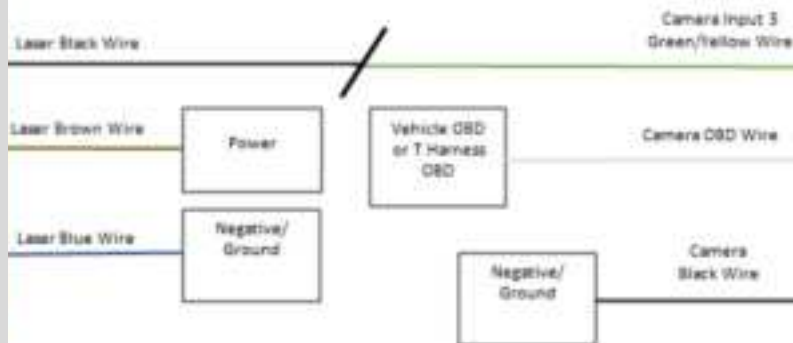 Camera Input 3
Laser Black Wire
Green/Yellow Wire
Laser Brown Wire
Power
Vehicle OBD
or T Harness
OBD
Camera OBD Wire
Laser Blue Wire
Negative/
Ground
Camera
Black Wire
Negative/
Ground